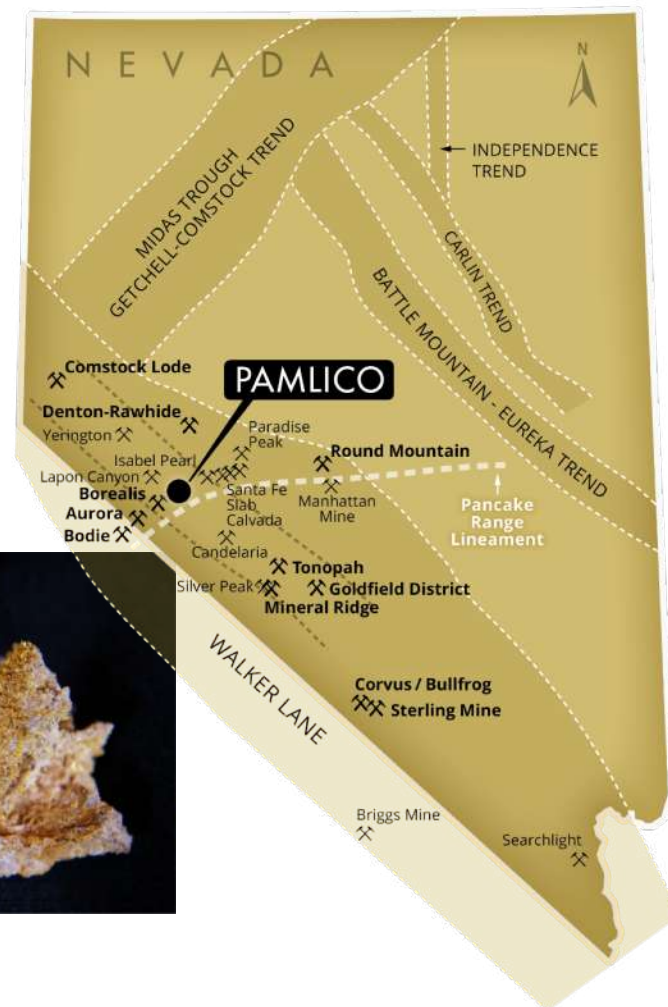 NEVADA
N
INDEPENDENCE
TREND
MIDAS TROUGH
GETCHELL-COMSTOCK TREND
CARLIN TREND
BATTLE MOUNTAIN - EUREKA TREND
Comstock Lode
PAMLICO
Denton-Rawhide
Yerington
Paradise
Peak
Isabel Pearl
Round Mountain
Lapon Canyon
Borealis
Santa Fe
Slab
Calvada
Manhattan
Mine
Aurora
Bodie
Pancake
Range
Lineament
Candelaria
Tonopah
Silver Peak
Goldfield District
Mineral Ridge
WALKER LANE
Corvus / Bullfrog
Sterling Mine
Briggs Mine
Searchlight